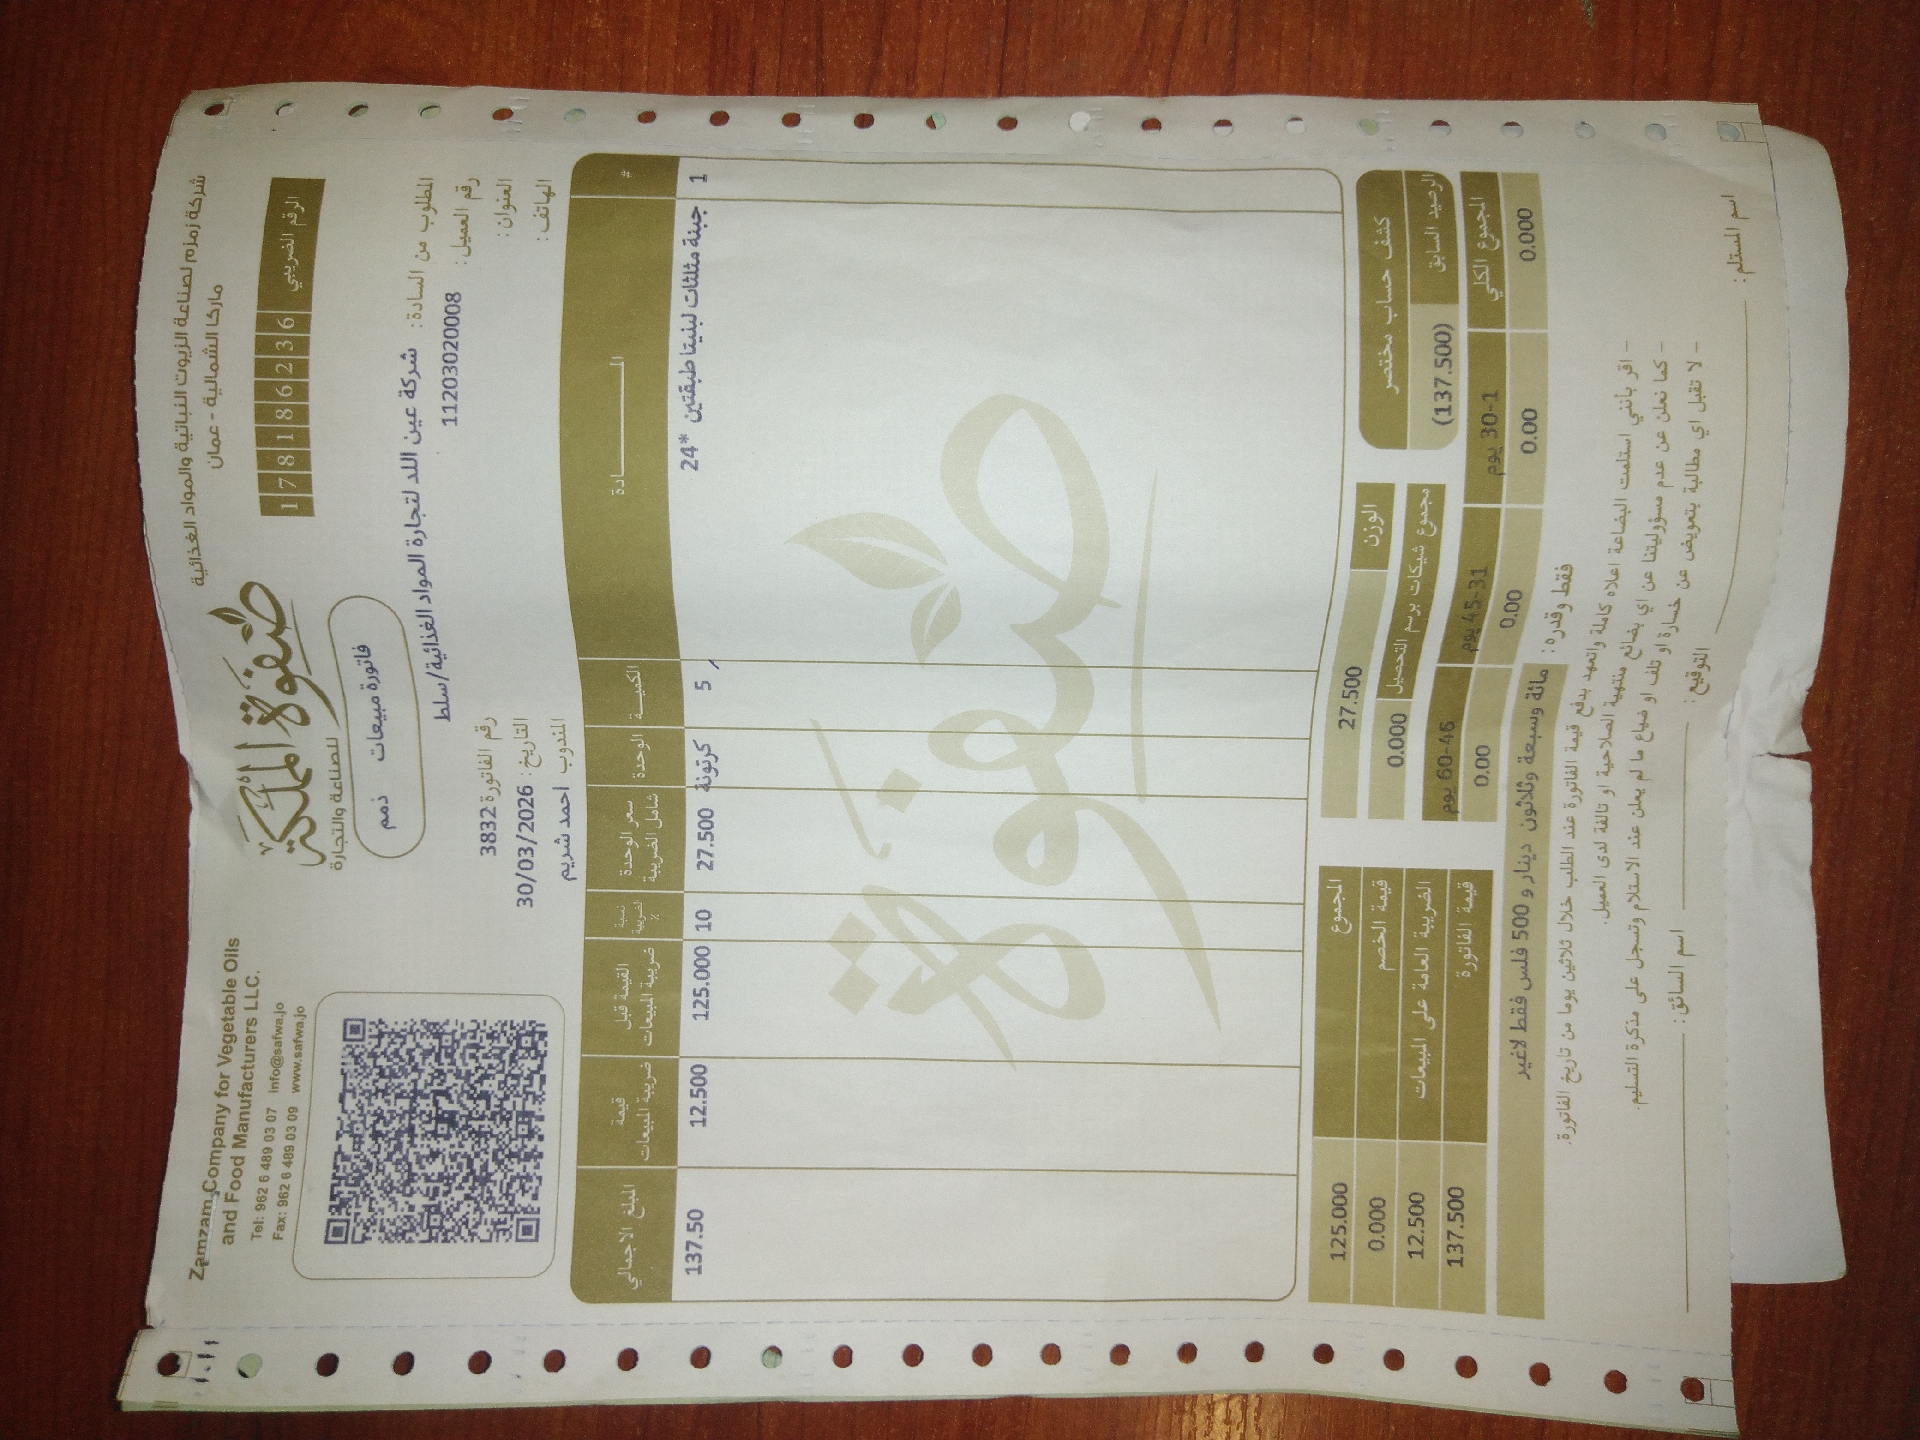 شركة زمزم لصناعة الزيوت النباتية والمواد الغذائية
ماركا الشمالية - عمان
الرقم الضريبي 1 7 8 1 8 6 2 3 6
صفوة المملكة
للصناعة والتجارة
Zamzam Company for Vegetable Oils
and Food Manufacturers LLC.
Tel: 962 6 489 03 07 info@safwa.jo
Fax: 962 6 489 03 09 www.safwa.jo
فاتورة مبيعات ذمم
المطلوب من السادة: شركة عين اللد لتجارة المواد الغذائية/سلط
رقم العميل: 1120302008
العنوان:
الهاتف:
رقم الفاتورة 3832
التاريخ: 30/03/2026
المندوب احمد شريم
# المــــــادة الكميـة الوحدة سعر الوحدة شامل الضريبة نسبة الضريبة % القيمة قبل ضريبة المبيعات قيمة ضريبة المبيعات المبلغ الاجمالي
1 جبنة مثلثات لبنيتا طبقتين *24 5 كرتونة 27.500 10 125.000 12.500 137.50
صفوة
كشف حساب مختصر
الرصيد السابق (137.500)
الوزن 27.500
مجموع شيكات برسم التحصيل 0.000
المجموع الكلي 1-30 يوم 31-45 يوم 46-60 يوم
0.000 0.00 0.00 0.00
المجموع 125.000
قيمة الخصم 0.000
الضريبة العامة على المبيعات 12.500
قيمة الفاتورة 137.500
فقط وقدره: مائة وسبعة وثلاثون دينار و 500 فلس فقط لاغير
- اقر بأنني استلمت البضاعة اعلاه كاملة واتعهد بدفع قيمة الفاتورة عند الطلب خلال ثلاثين يوما من تاريخ الفاتورة.
- كما نعلن عن عدم مسؤوليتنا عن اي بضائع منتهية الصلاحية او تالفة لدى العميل.
- لا تقبل اي مطالبة بتعويض عن خسارة او تلف او ضياع ما لم يعلن عند الاستلام وتسجل على مذكرة التسليم.
اسم المستلم: التوقيع: اسم السائق: